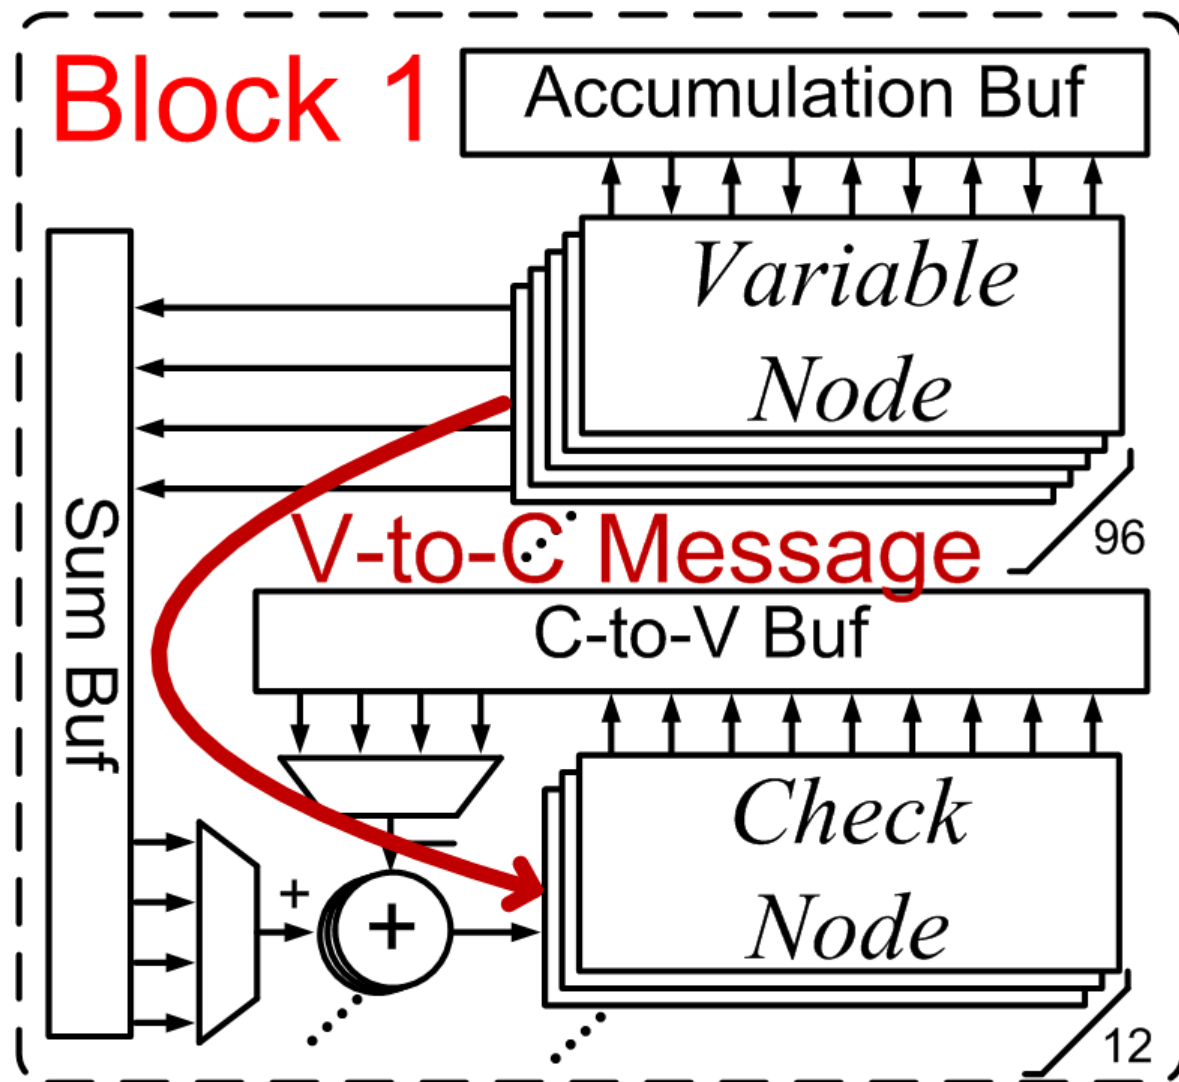 Block 1
Accumulation Buf
Variable
Node
96
V-to-C Message
C-to-V Buf
Sum Buf
Check
Node
+
−
+
12